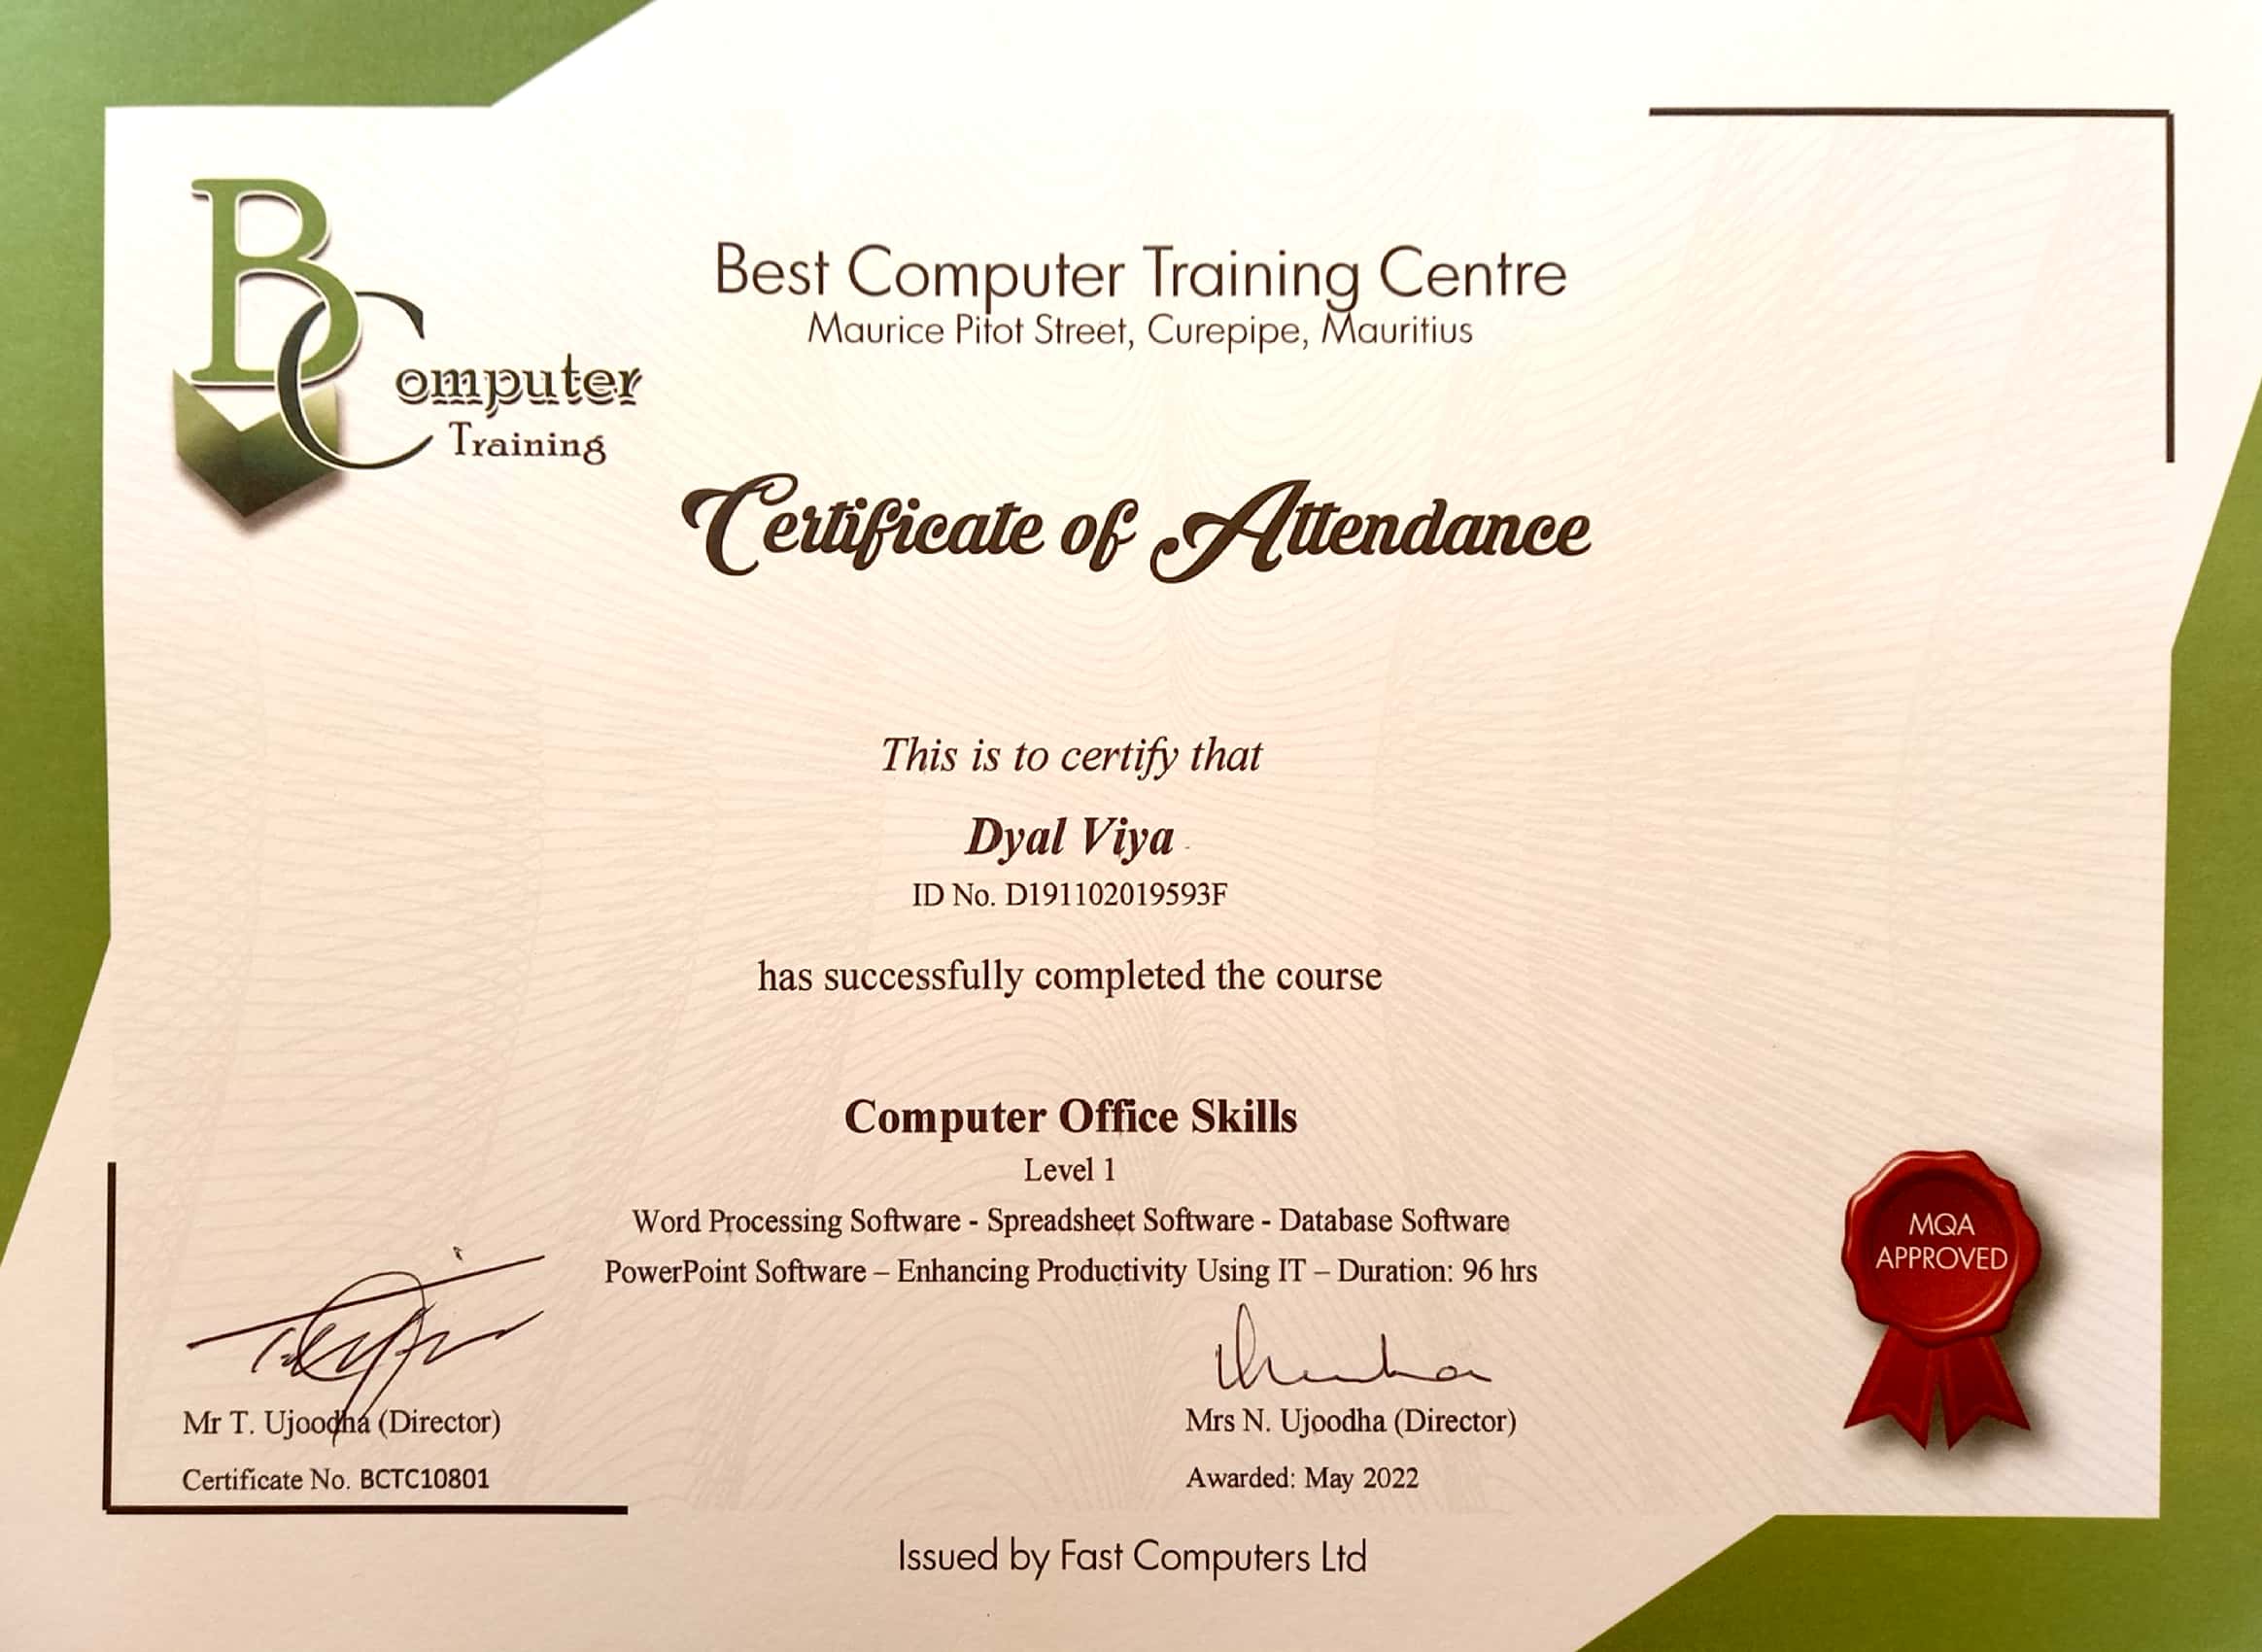 BComputer
Training
Best Computer Training Centre
Maurice Pitot Street, Curepipe, Mauritius
Certificate of Attendance
This is to certify that
Dyal Viya
ID No. D191102019593F
has successfully completed the course
Computer Office Skills
Level 1
Word Processing Software - Spreadsheet Software - Database Software
PowerPoint Software – Enhancing Productivity Using IT – Duration: 96 hrs
MQA
APPROVED
Mr T. Ujoodha (Director)
Mrs N. Ujoodha (Director)
Certificate No. BCTC10801
Awarded: May 2022
Issued by Fast Computers Ltd